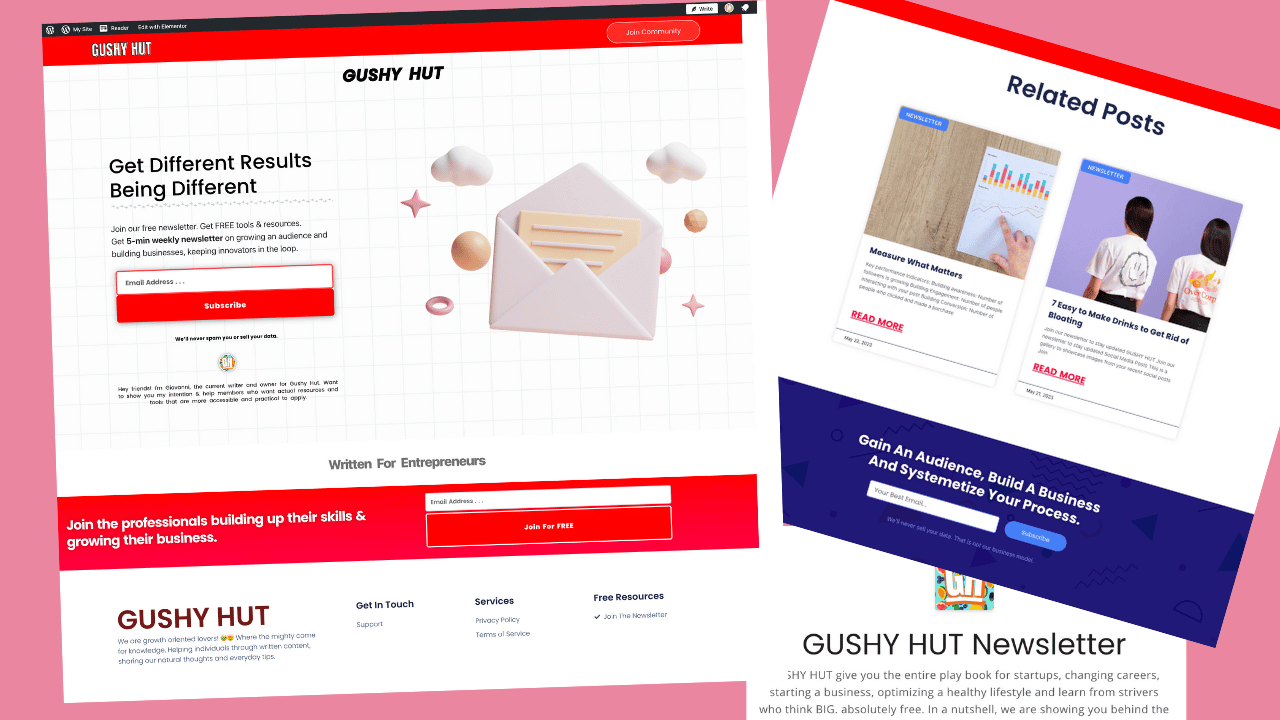 My Site
Reader
Edit with Elementor
Write
GUSHY HUT
Join Community
GUSHY HUT
Get Different Results
Being Different
Join our free newsletter. Get FREE tools & resources.
Get 5-min weekly newsletter on growing an audience and
building businesses, keeping innovators in the loop.
Email Address . . .
Subscribe
We'll never spam you or sell your data.
GH
Hey friends! I'm Giovanni, the current writer and owner for Gushy Hut. Want
to show you my intention & help members who want actual resources and
tools that are more accessible and practical to apply.
Written For Entrepreneurs
Join the professionals building up their skills &
growing their business.
Email Address . . .
Join For FREE
GUSHY HUT
We are growth oriented lovers! 🤯🤩 Where the mighty come
for knowledge. Helping individuals through written content,
sharing our natural thoughts and everyday tips.
Get In Touch
Support
Services
Privacy Policy
Terms of Service
Free Resources
Join The Newsletter
Related Posts
NEWSLETTER
Measure What Matters
Key performance Indicators: Building awareness: Number of
followers is growing Building Engagement: Number of people
interacting with your post Building Conversion: Number of
people who clicked and made a purchase
READ MORE
May 22, 2023
NEWSLETTER
7 Easy to Make Drinks to Get Rid of
Bloating
Join our newsletter to stay updated GUSHY HUT Join our
newsletter to stay updated Social Media Posts This is a
gallery to showcase images from your recent social posts
Join
READ MORE
May 21, 2023
Gain An Audience, Build A Business
And Systemetize Your Process.
Your Best Email...
Subscribe
We'll never sell your data. That is not our business model.
GH
GUSHY HUT Newsletter
SHY HUT give you the entire play book for startups, changing careers,
starting a business, optimizing a healthy lifestyle and learn from strivers
who think BIG. absolutely free. In a nutshell, we are showing you behind the